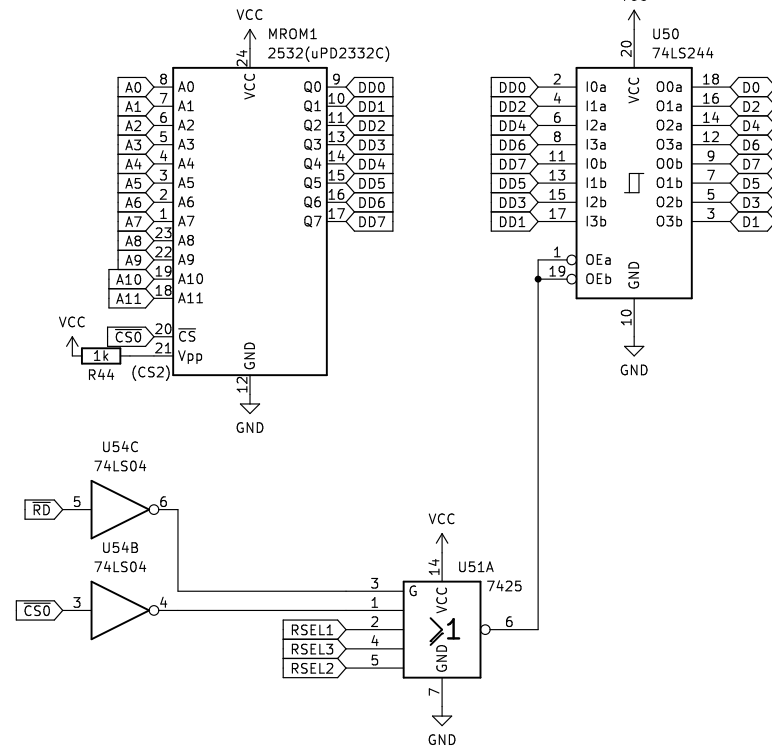 VCC
MROM1
2532(uPD2332C)
24
VCC
A0 8 A0 Q0 9 DD0
A1 7 A1 Q1 10 DD1
A2 6 A2 Q2 11 DD2
A3 5 A3 Q3 13 DD3
A4 4 A4 Q4 14 DD4
A5 3 A5 Q5 15 DD5
A6 2 A6 Q6 16 DD6
A7 1 A7 Q7 17 DD7
A8 23 A8
A9 22 A9
A10 19 A10
A11 18 A11
VCC
CS0 20 CS
1k 21 Vpp
R44 (CS2)
GND
12
GND
VCC
U50
74LS244
20
VCC
DD0 2 I0a O0a 18 D0
DD2 4 I1a O1a 16 D2
DD4 6 I2a O2a 14 D4
DD6 8 I3a O3a 12 D6
DD7 11 I0b O0b 9 D7
DD5 13 I1b O1b 7 D5
DD3 15 I2b O2b 5 D3
DD1 17 I3b O3b 3 D1
1 OEa
19 OEb
GND
10
GND
U54C
74LS04
RD 5 6
U54B
74LS04
CS0 3 4
VCC
14
U51A
7425
3 G
VCC
1
RSEL1 2
≥1
6
RSEL3 4
RSEL2 5
GND
7
GND